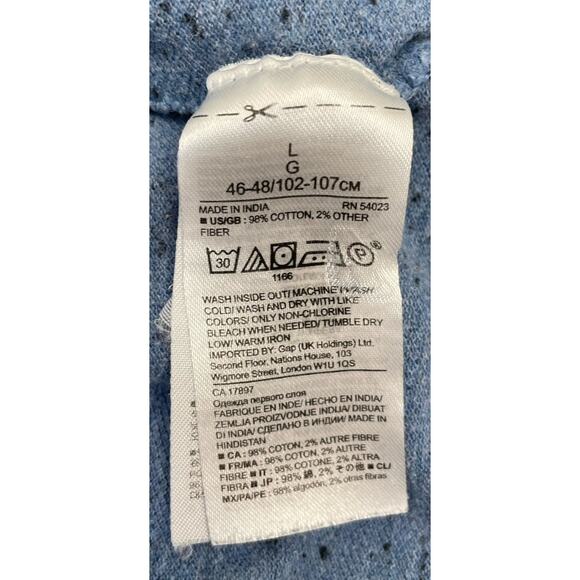 L
G
46-48/102-107CM
MADE IN INDIA RN 54023
■ US/GB : 98% COTTON, 2% OTHER
FIBER
30 P
1166
WASH INSIDE OUT/ MACHINE WASH
COLD/ WASH AND DRY WITH LIKE
COLORS/ ONLY NON-CHLORINE
BLEACH WHEN NEEDED/ TUMBLE DRY
LOW/ WARM IRON
IMPORTED BY: Gap (UK Holdings) Ltd.
Second Floor, Nations House, 103
Wigmore Street, London W1U 1QS
CA 17897
Одежда первого слоя
FABRIQUE EN INDE/ HECHO EN INDIA/
ZEMLJA PROIZVODNJE INDIJA/ DIBUAT
DI INDIA/ СДЕЛАНО В ИНДИИ/ MADE IN
HINDISTAN
■ CA : 98% COTON, 2% AUTRE FIBRE
■ FR/MA : 98% COTON, 2% AUTRE
FIBRE ■ IT : 98% COTONE, 2% ALTRA
FIBRA ■ JP : 98% 綿, 2% その他 ■ CL/
MX/PA/PE : 98% algodón, 2% otras fibras